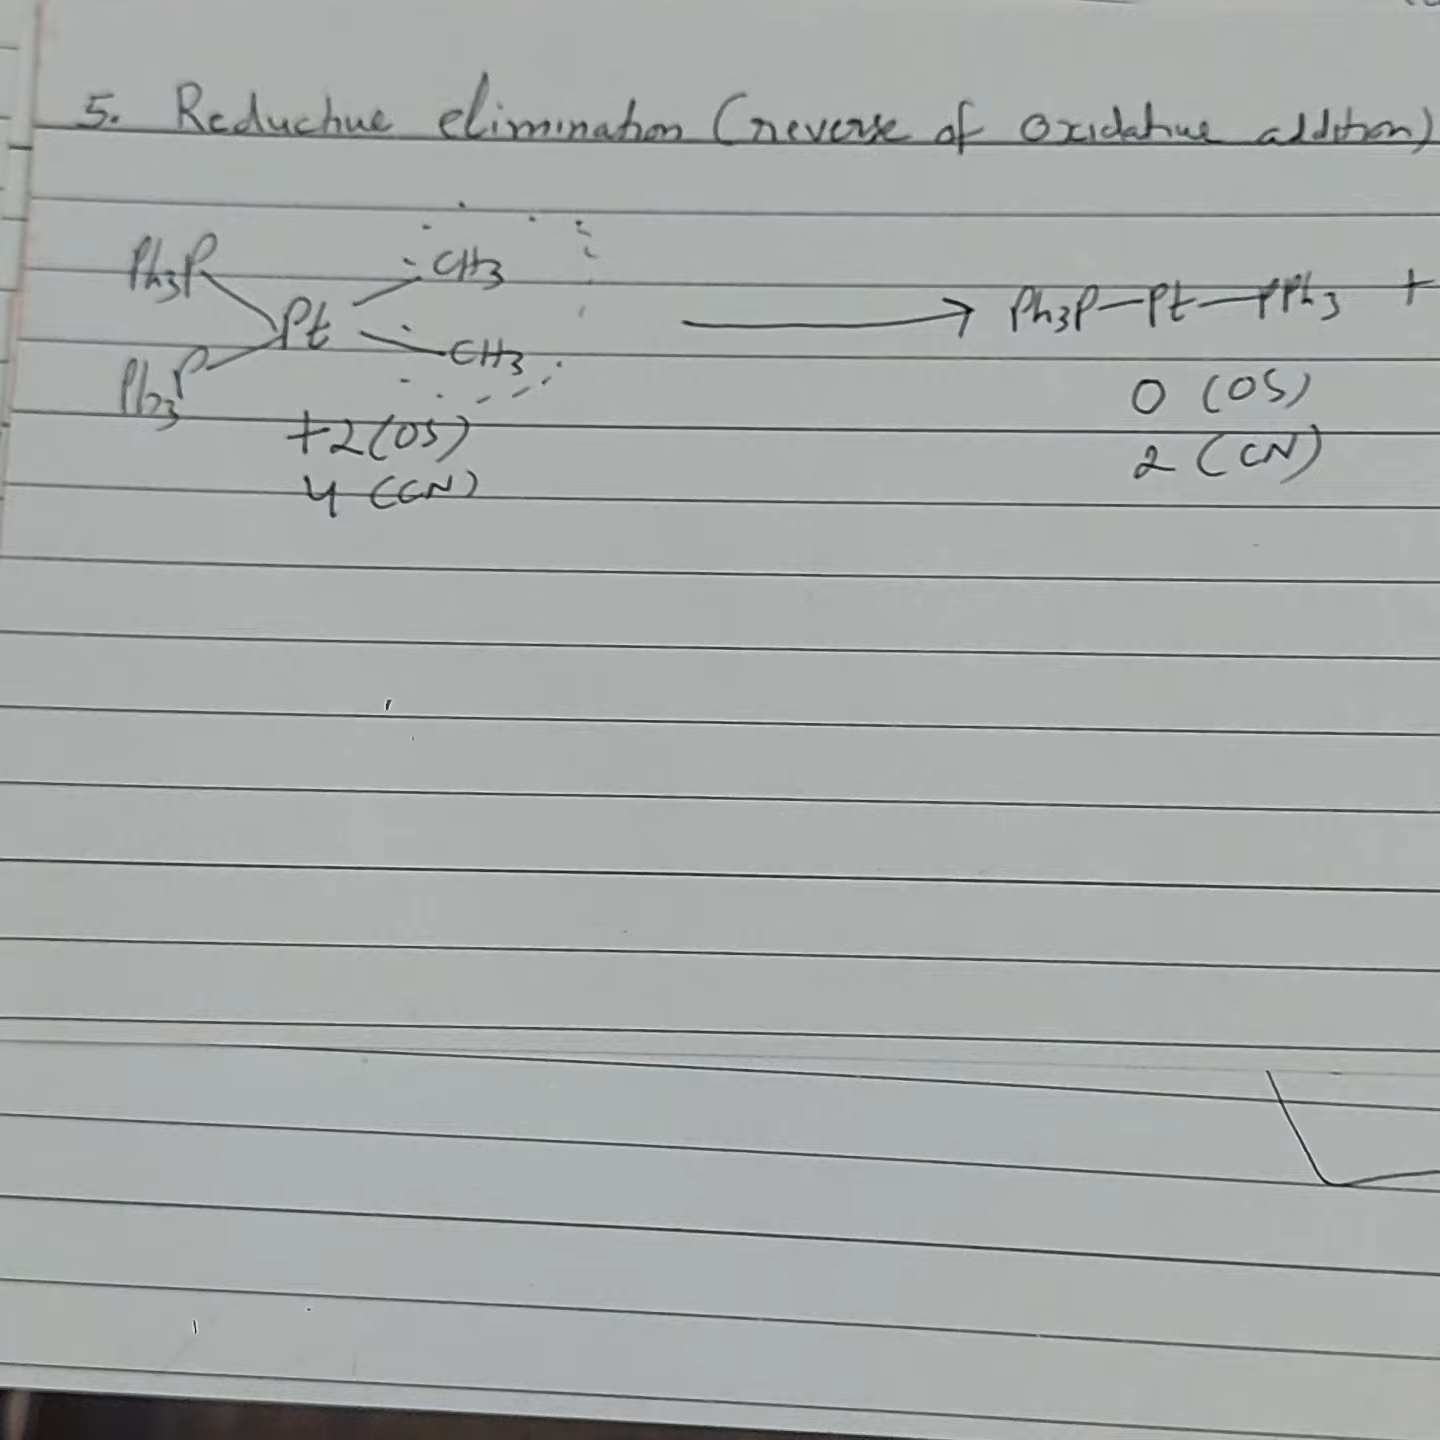 5. Reductive elimination (reverse of oxidative addition)
Ph3P CH3
Pt → Ph3P—Pt—PPh3 +
Ph3P CH3
+2 (OS) 0 (OS)
4 (CN) 2 (CN)